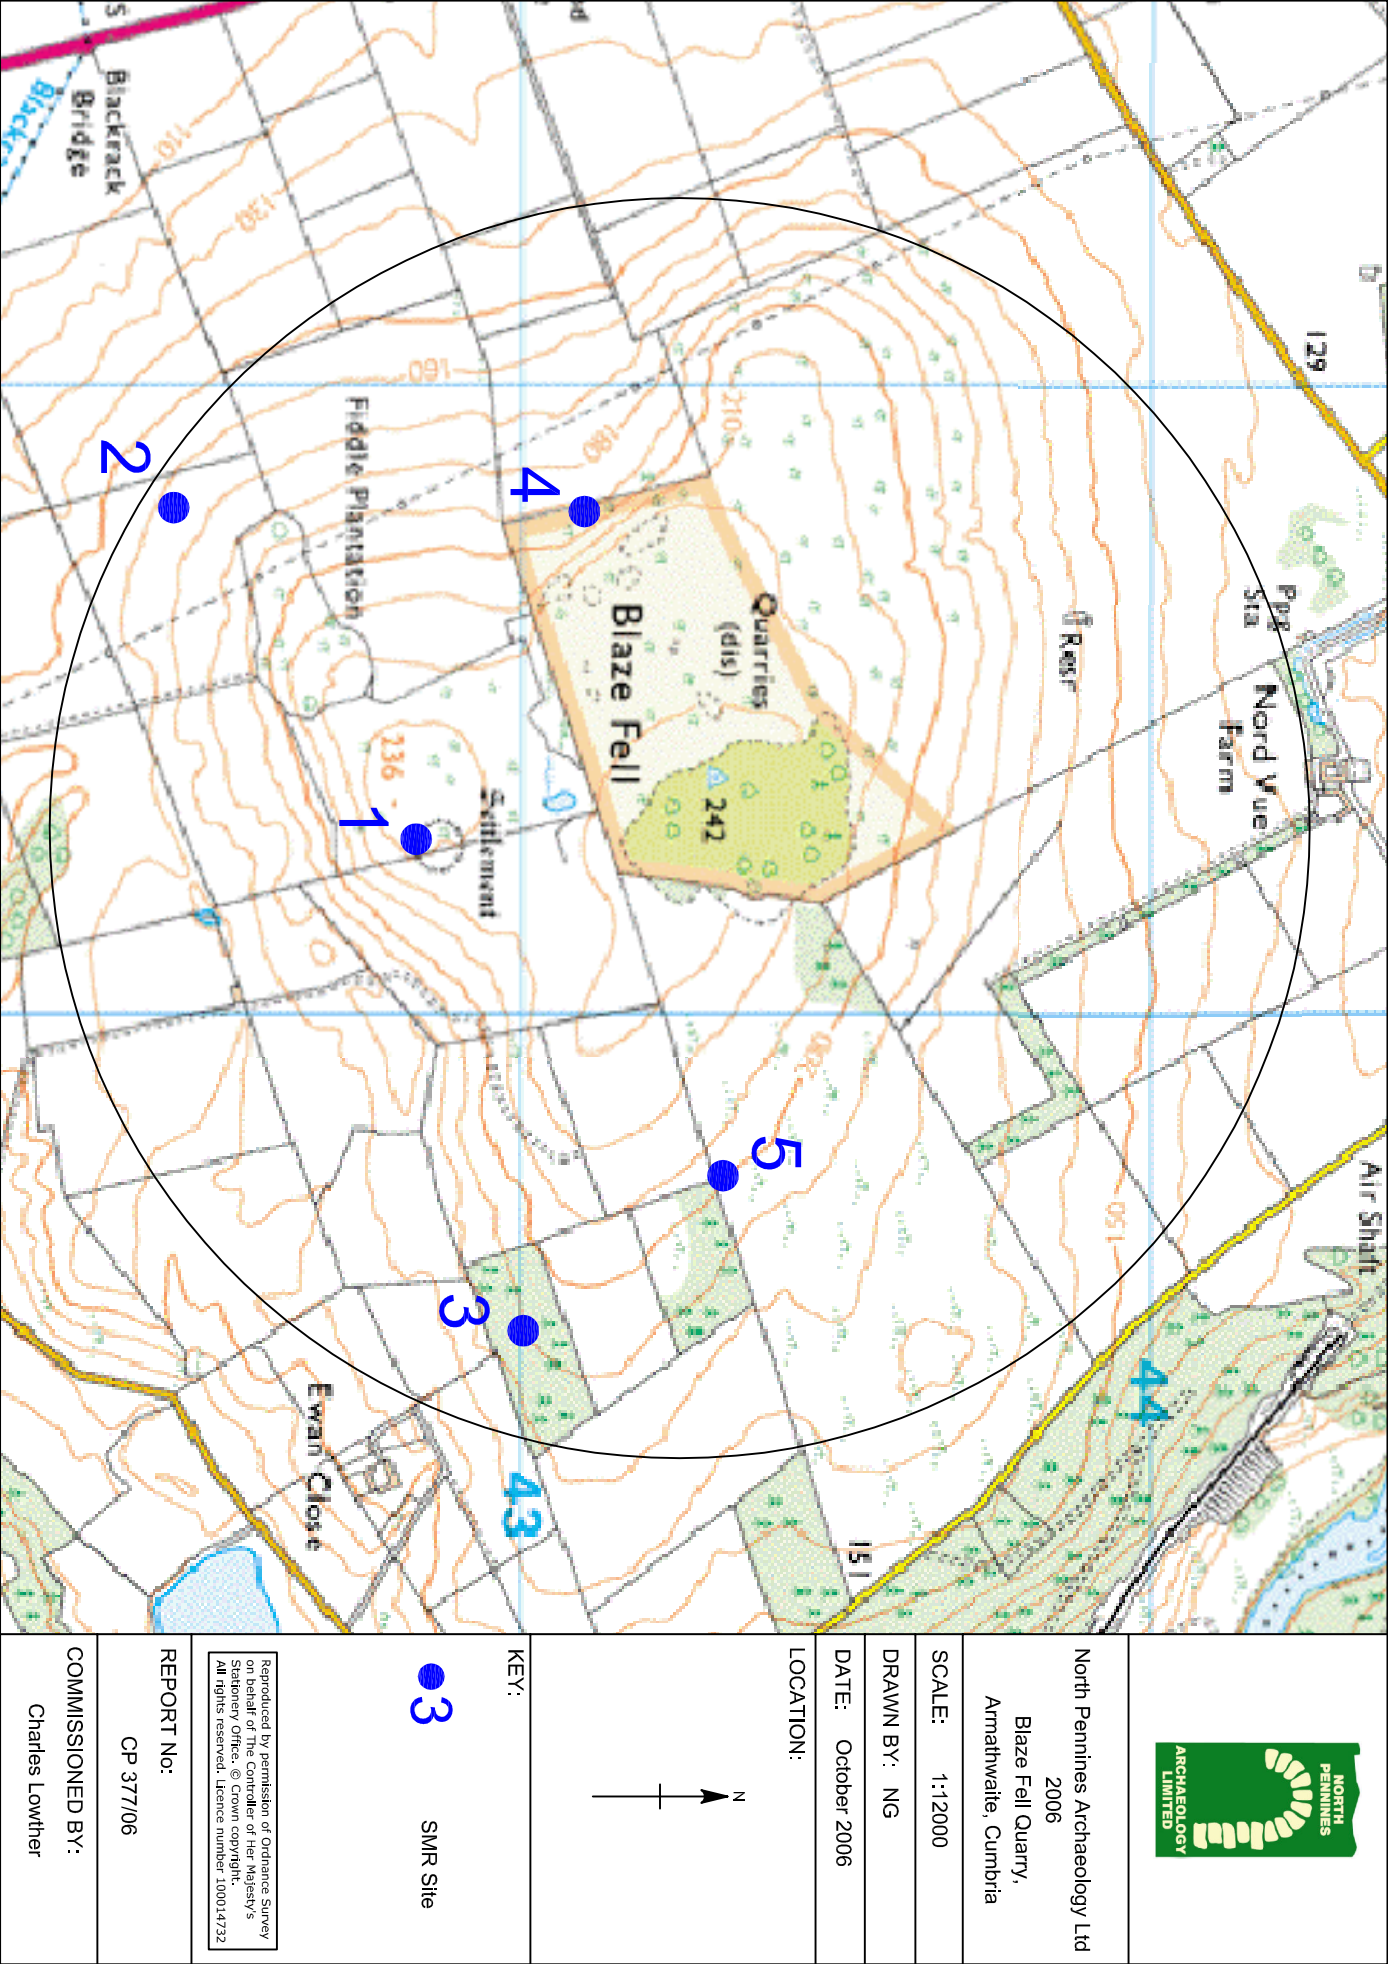 Air Shaft
129
Ppg
Sta
Nord Vue
Farm
Resr
44
151
Quarries
(dis)
242
210
180
Blaze Fell
150
200
5
4
43
3
Settlement
236
1
160
Fiddle Plantation
Ewan Close
2
130
110
Blackrack
Bridge
NORTH
PENNINES
ARCHAEOLOGY
LIMITED
North Pennines Archaeology Ltd
2006
Blaze Fell Quarry,
Armathwaite, Cumbria
SCALE: 1:12000
DRAWN BY: NG
DATE: October 2006
LOCATION:
N
KEY:
3 SMR Site
Reproduced by permission of Ordnance Survey
on behalf of The Controller of Her Majesty's
Stationery Office. © Crown copyright.
All rights reserved. Licence number 100014732
REPORT No:
CP 377/06
COMMISSIONED BY:
Charles Lowther